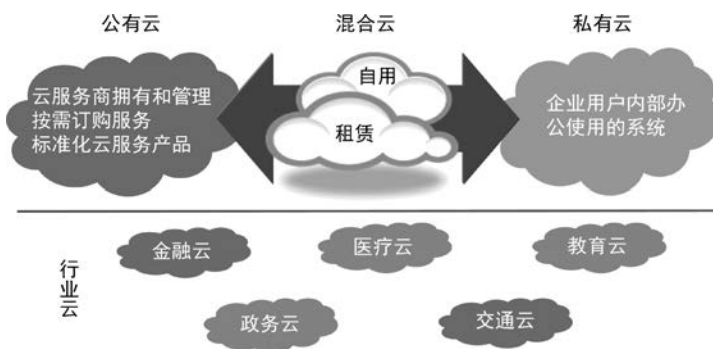 公有云
混合云
私有云
云服务商拥有和管理
按需订购服务
标准化云服务产品
自用
租赁
企业用户内部办
公使用的系统
行业云
金融云
医疗云
教育云
政务云
交通云